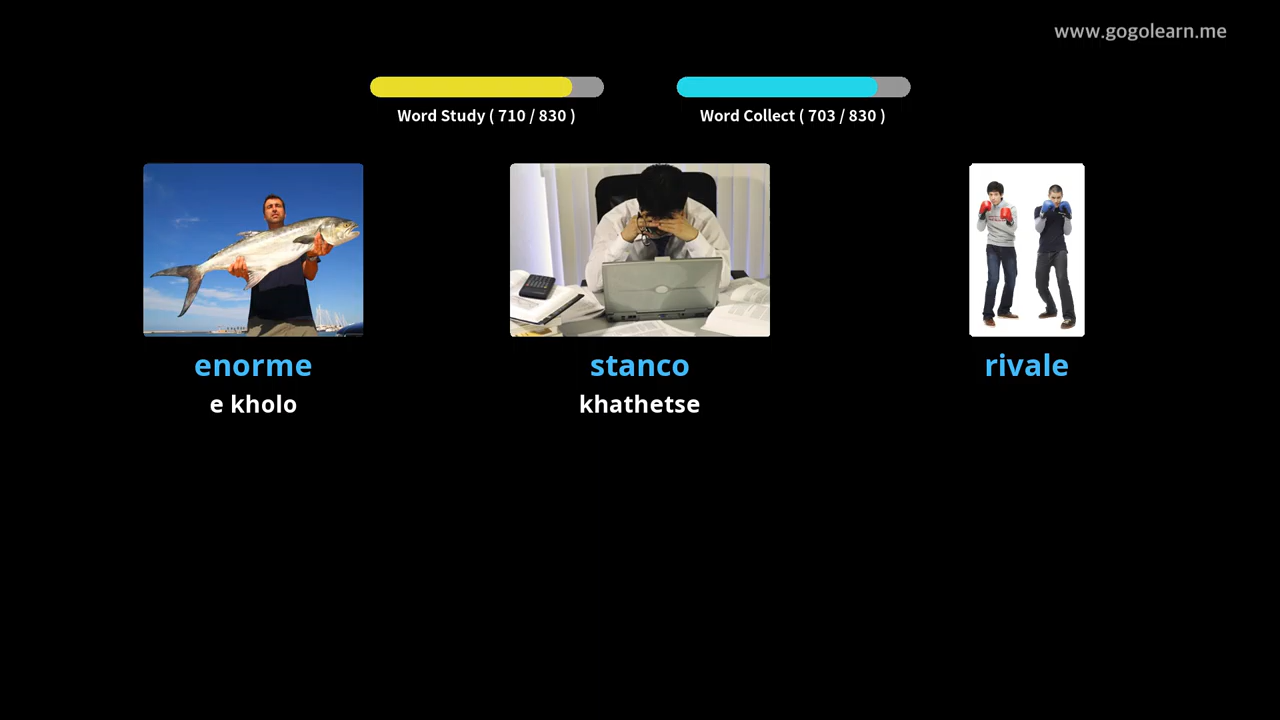 www.gogolearn.me
Word Study ( 710 / 830 )
Word Collect ( 703 / 830 )
enorme
e kholo
stanco
khathetse
rivale